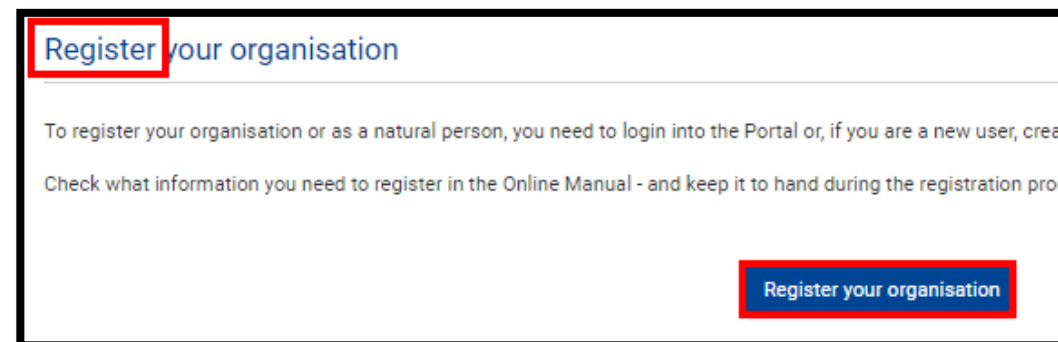 Register your organisation
To register your organisation or as a natural person, you need to login into the Portal or, if you are a new user,
Check what information you need to register in the Online Manual - and keep it to hand during the registration
Register your organisation